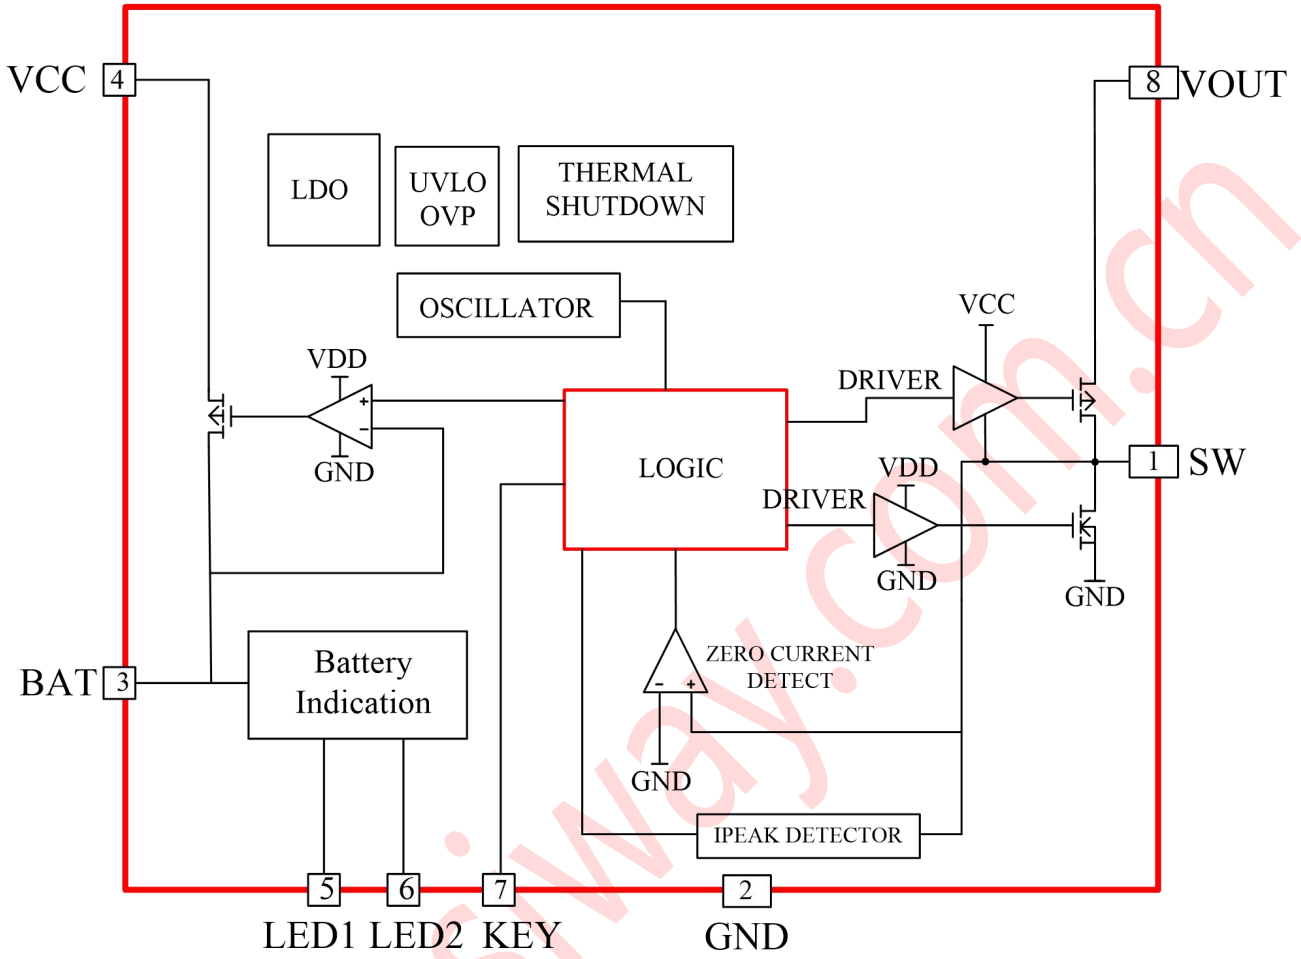 VCC 4
8 VOUT
LDO
UVLO
OVP
THERMAL
SHUTDOWN
OSCILLATOR
VCC
VDD
DRIVER
+
−
GND
LOGIC
VDD
1 SW
DRIVER
GND
GND
Battery
Indication
BAT 3
ZERO CURRENT
DETECT
− +
GND
IPEAK DETECTOR
5
6
7
2
LED1
LED2
KEY
GND
siway.com.cn